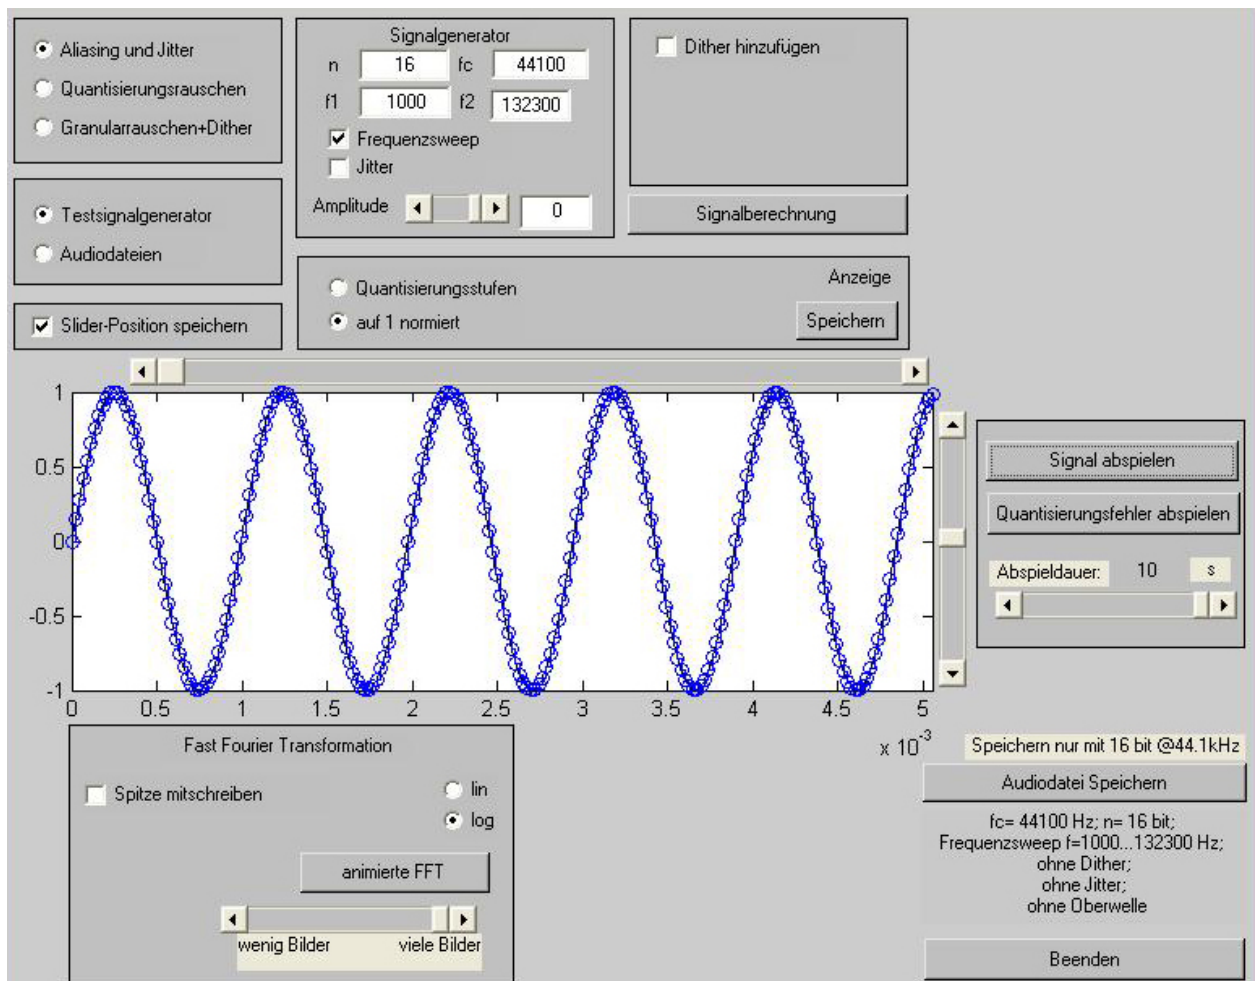 Aliasing und Jitter
Quantisierungsrauschen
Granularrauschen+Dither
Signalgenerator
n 16 fc 44100
f1 1000 f2 132300
Frequenzsweep
Jitter
Amplitude 0
Dither hinzufügen
Signalberechnung
Testsignalgenerator
Audiodateien
Slider-Position speichern
Quantisierungsstufen
auf 1 normiert
Anzeige
Speichern
1
0.5
0
-0.5
-1
0 0.5 1 1.5 2 2.5 3 3.5 4 4.5 5
x 10^-3
Signal abspielen
Quantisierungsfehler abspielen
Abspieldauer: 10 s
Fast Fourier Transformation
Spitze mitschreiben
lin
log
animierte FFT
wenig Bilder viele Bilder
Speichern nur mit 16 bit @44.1kHz
Audiodatei Speichern
fc= 44100 Hz; n= 16 bit;
Frequenzsweep f=1000...132300 Hz;
ohne Dither;
ohne Jitter;
ohne Oberwelle
Beenden